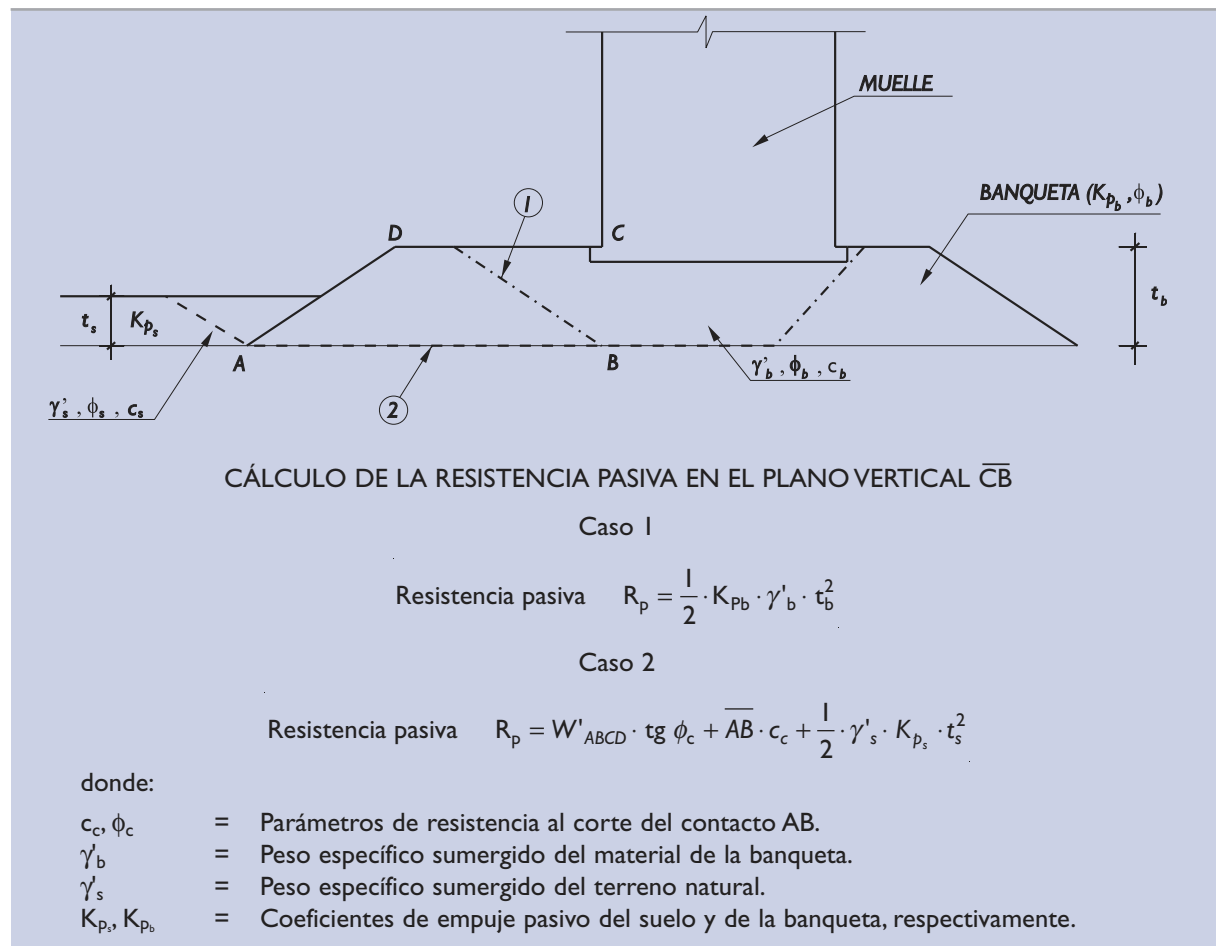 MUELLE
BANQUETA (K_{p_b}, ϕ_b)
1
D
C
t_s
K_{p_s}
t_b
A
B
γ'_b, ϕ_b, c_b
γ'_s, ϕ_s, c_s
2
CÁLCULO DE LA RESISTENCIA PASIVA EN EL PLANO VERTICAL \overline{CB}
Caso 1
Resistencia pasiva R_p = \frac{1}{2} · K_{Pb} · γ'_b · t_b^2
Caso 2
Resistencia pasiva R_p = W'_{ABCD} · tg ϕ_c + \overline{AB} · c_c + \frac{1}{2} · γ'_s · K_{p_s} · t_s^2
donde:
c_c, ϕ_c = Parámetros de resistencia al corte del contacto AB.
γ'_b = Peso específico sumergido del material de la banqueta.
γ'_s = Peso específico sumergido del terreno natural.
K_{p_s}, K_{p_b} = Coeficientes de empuje pasivo del suelo y de la banqueta, respectivamente.